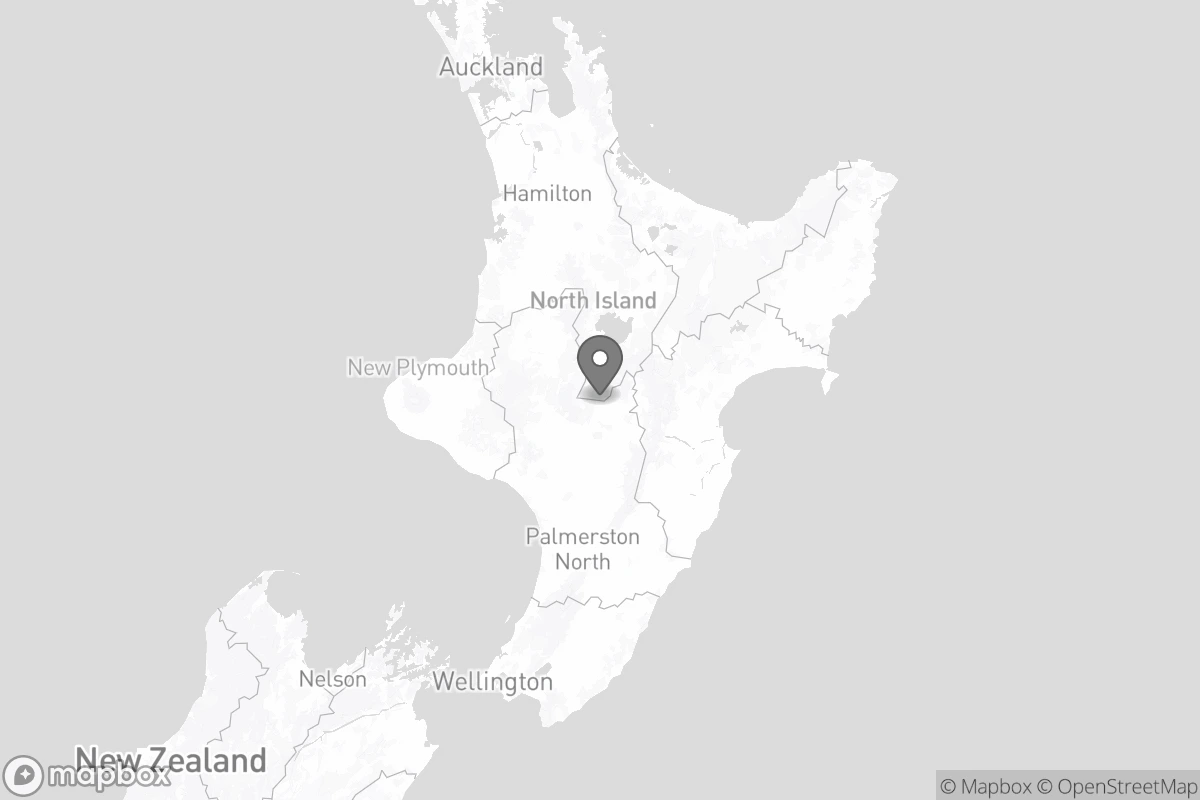 Auckland
Hamilton
North Island
New Plymouth
Palmerston
North
Nelson
Wellington
New Zealand
mapbox
© Mapbox © OpenStreetMap